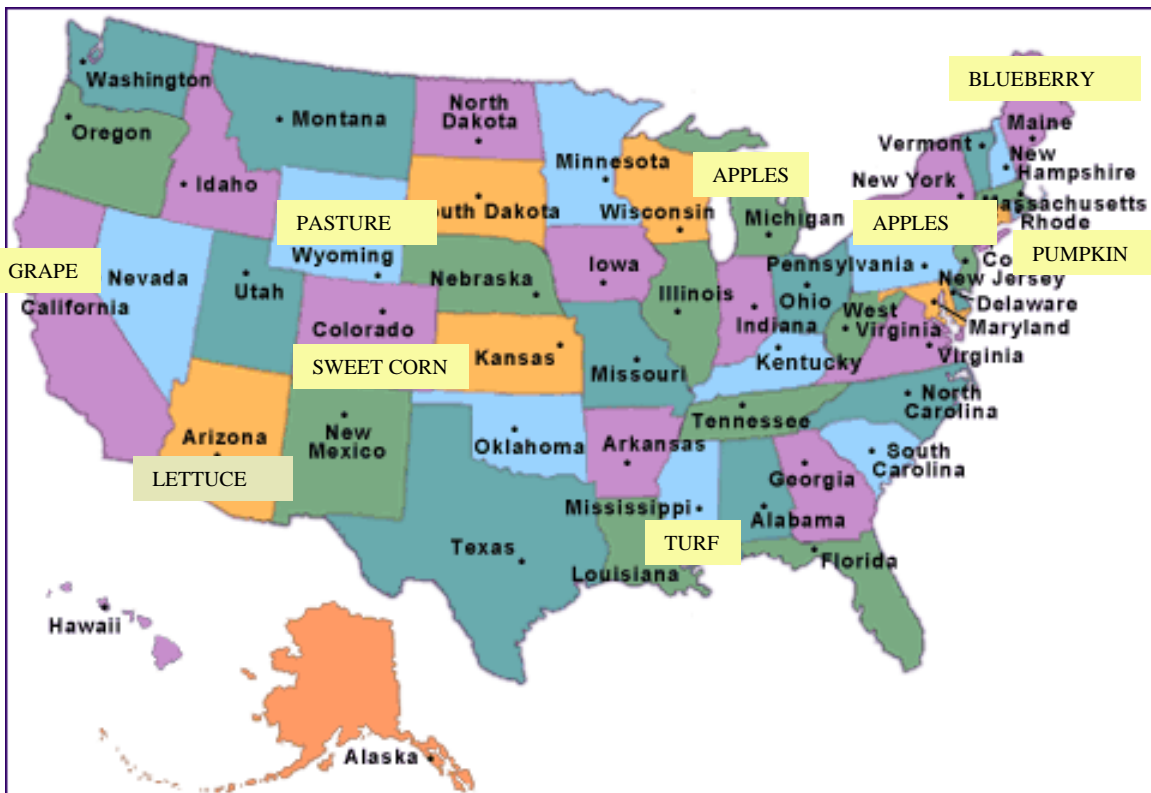 BLUEBERRY
Washington
North
Dakota
Maine
Montana
Oregon
Vermont
Minnesota
New
Hampshire
APPLES
Idaho
New York
Massachusetts
South Dakota
Wisconsin
Michigan
Rhode
PASTURE
APPLES
PUMPKIN
Wyoming
GRAPE
Nevada
Utah
Nebraska
Iowa
Pennsylvania
Co
New Jersey
California
Colorado
Illinois
Indiana
Ohio
West
Virginia
Delaware
Maryland
Virginia
SWEET CORN
Kansas
Missouri
Kentucky
North
Carolina
Arizona
New
Mexico
Oklahoma
Arkansas
Tennessee
South
Carolina
LETTUCE
Georgia
Mississippi
Alabama
TURF
Texas
Louisiana
Florida
Hawaii
Alaska